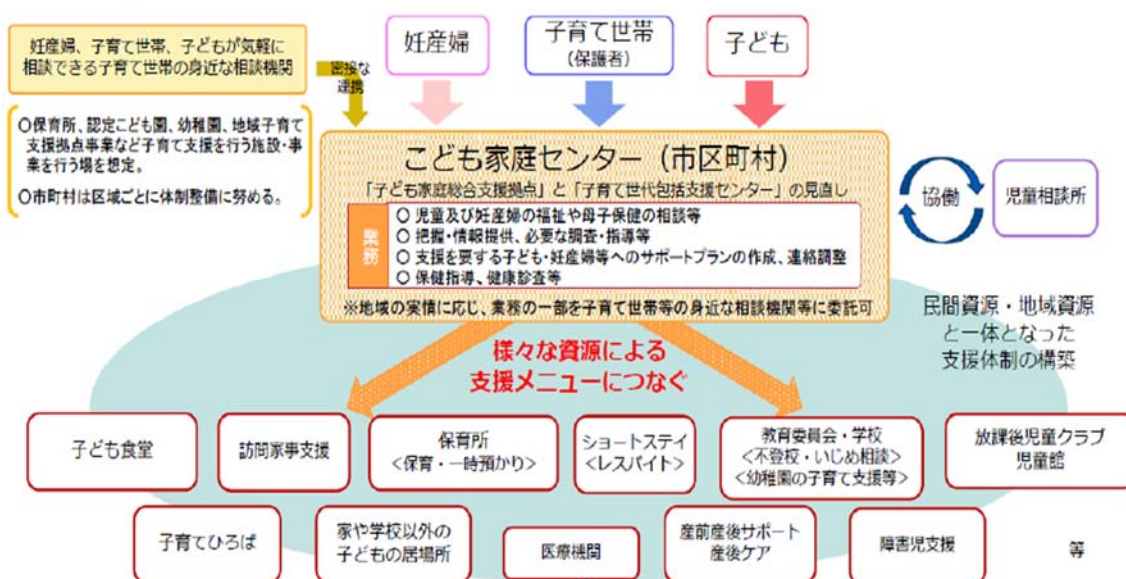 妊産婦、子育て世帯、子どもが気軽に
相談できる子育て世帯の身近な相談機関
○保育所、認定こども園、幼稚園、地域子育て
支援拠点事業など子育て支援を行う施設・事
業を行う場を想定。
○市町村は区域ごとに体制整備に努める。
密接な
連携
妊産婦
子育て世帯
(保護者)
子ども
こども家庭センター(市区町村)
「子ども家庭総合支援拠点」と「子育て世代包括支援センター」の見直し
業務
○ 児童及び妊産婦の福祉や母子保健の相談等
○ 把握・情報提供、必要な調査・指導等
○ 支援を要する子ども・妊産婦等へのサポートプランの作成、連絡調整
○ 保健指導、健康診査等
※地域の実情に応じ、業務の一部を子育て世帯等の身近な相談機関等に委託可
協働
児童相談所
民間資源・地域資源
と一体となった
支援体制の構築
様々な資源による
支援メニューにつなぐ
子ども食堂
訪問家事支援
保育所
<保育・一時預かり>
ショートステイ
<レスパイト>
教育委員会・学校
<不登校・いじめ相談>
<幼稚園の子育て支援等>
放課後児童クラブ
児童館
子育てひろば
家や学校以外の
子どもの居場所
医療機関
産前産後サポート
産後ケア
障害児支援
等